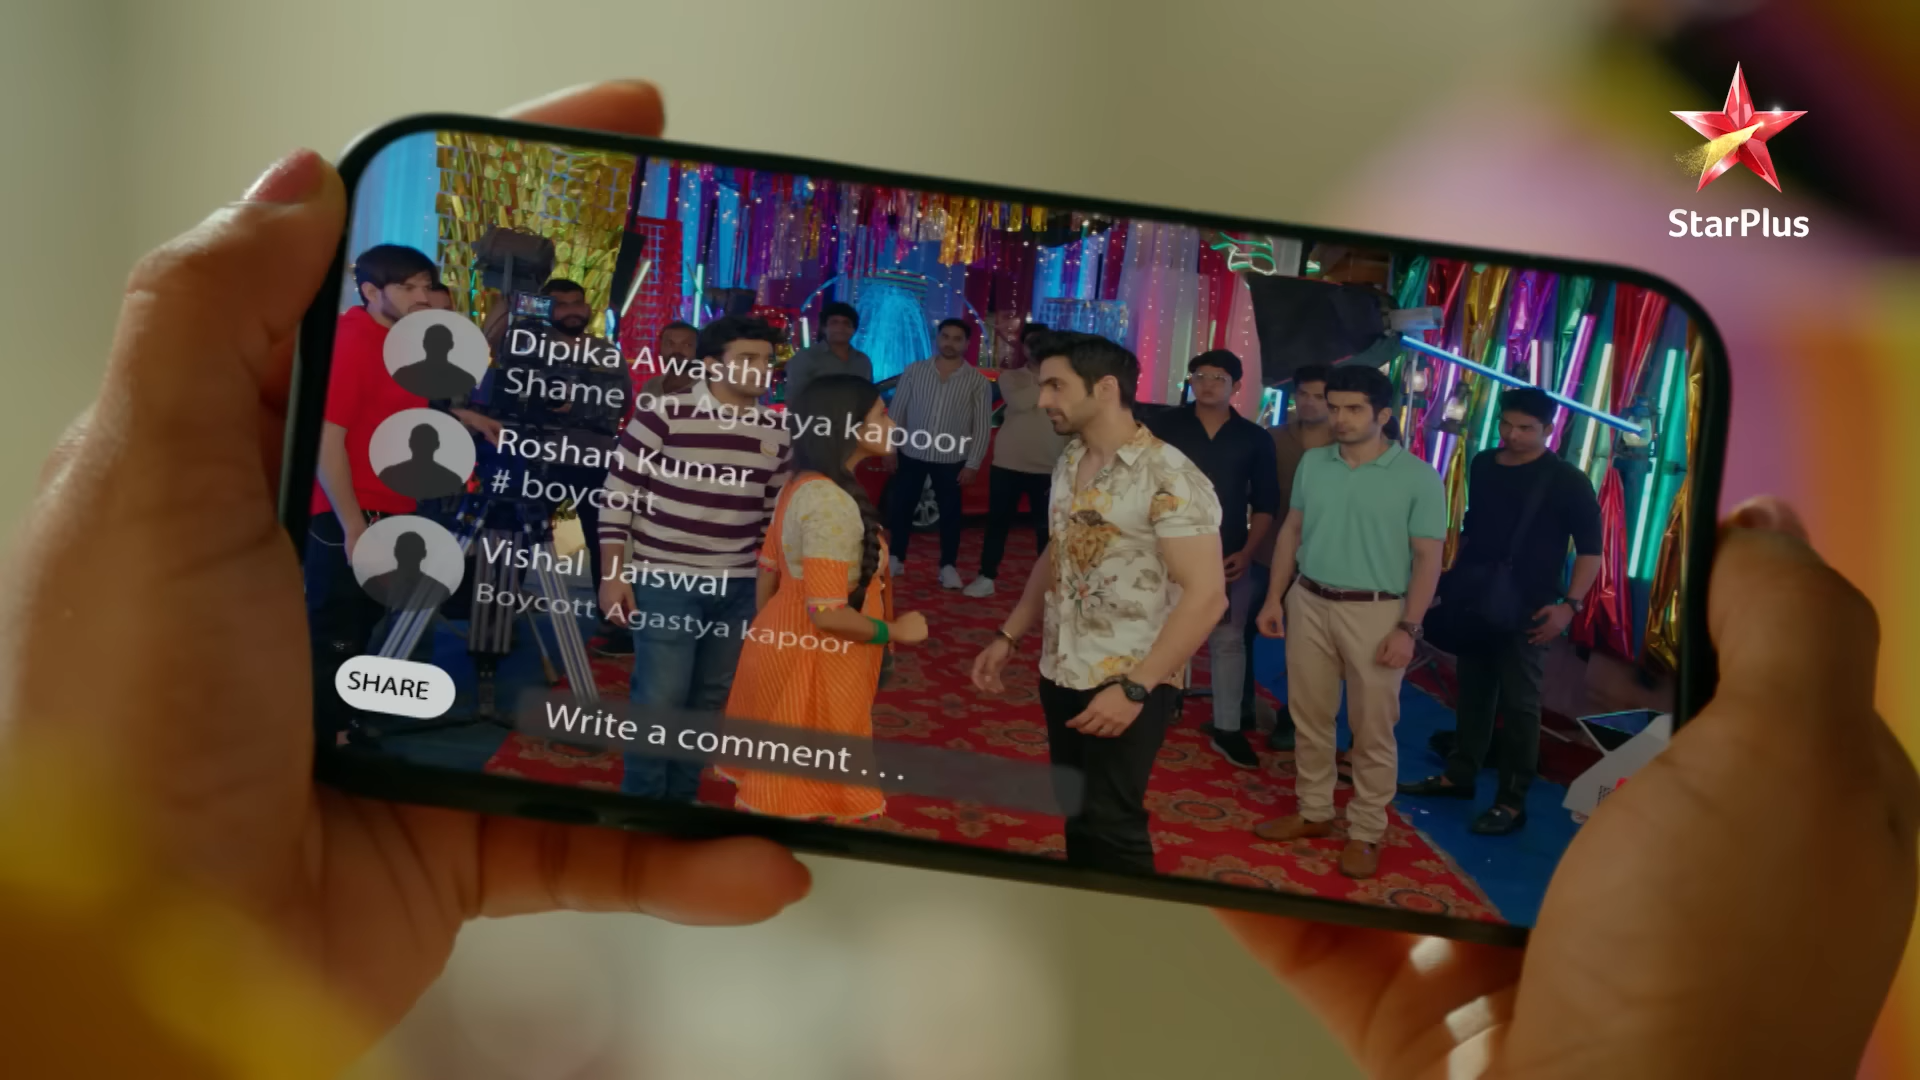 StarPlus
Dipika Awasthi
Shame on Agastya kapoor
Roshan Kumar
# boycott
Vishal Jaiswal
Boycott Agastya kapoor
SHARE
Write a comment . . .